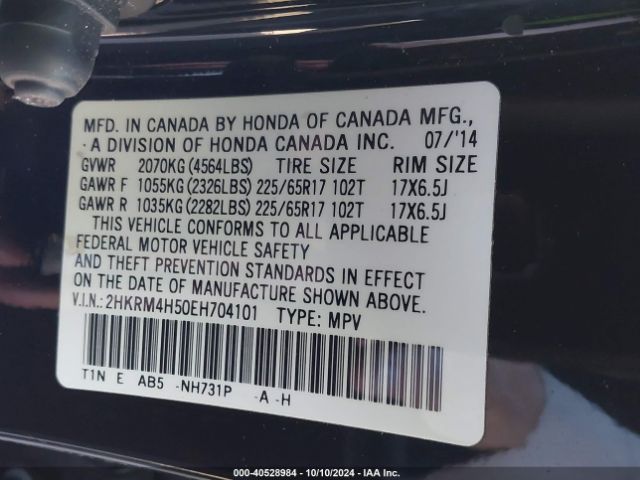 MFD. IN CANADA BY HONDA OF CANADA MFG.,
A DIVISION OF HONDA CANADA INC. 07/'14
GVWR 2070KG (4564LBS) TIRE SIZE RIM SIZE
GAWR F 1055KG (2326LBS) 225/65R17 102T 17X6.5J
GAWR R 1035KG (2282LBS) 225/65R17 102T 17X6.5J
THIS VEHICLE CONFORMS TO ALL APPLICABLE
FEDERAL MOTOR VEHICLE SAFETY
AND THEFT PREVENTION STANDARDS IN EFFECT
ON THE DATE OF MANUFACTURE SHOWN ABOVE.
V.I.N.: 2HKRM4H50EH704101 TYPE: MPV
T1N E AB5 -NH731P -A -H
000-40528984 | 10/10/2024 | IAA Inc.